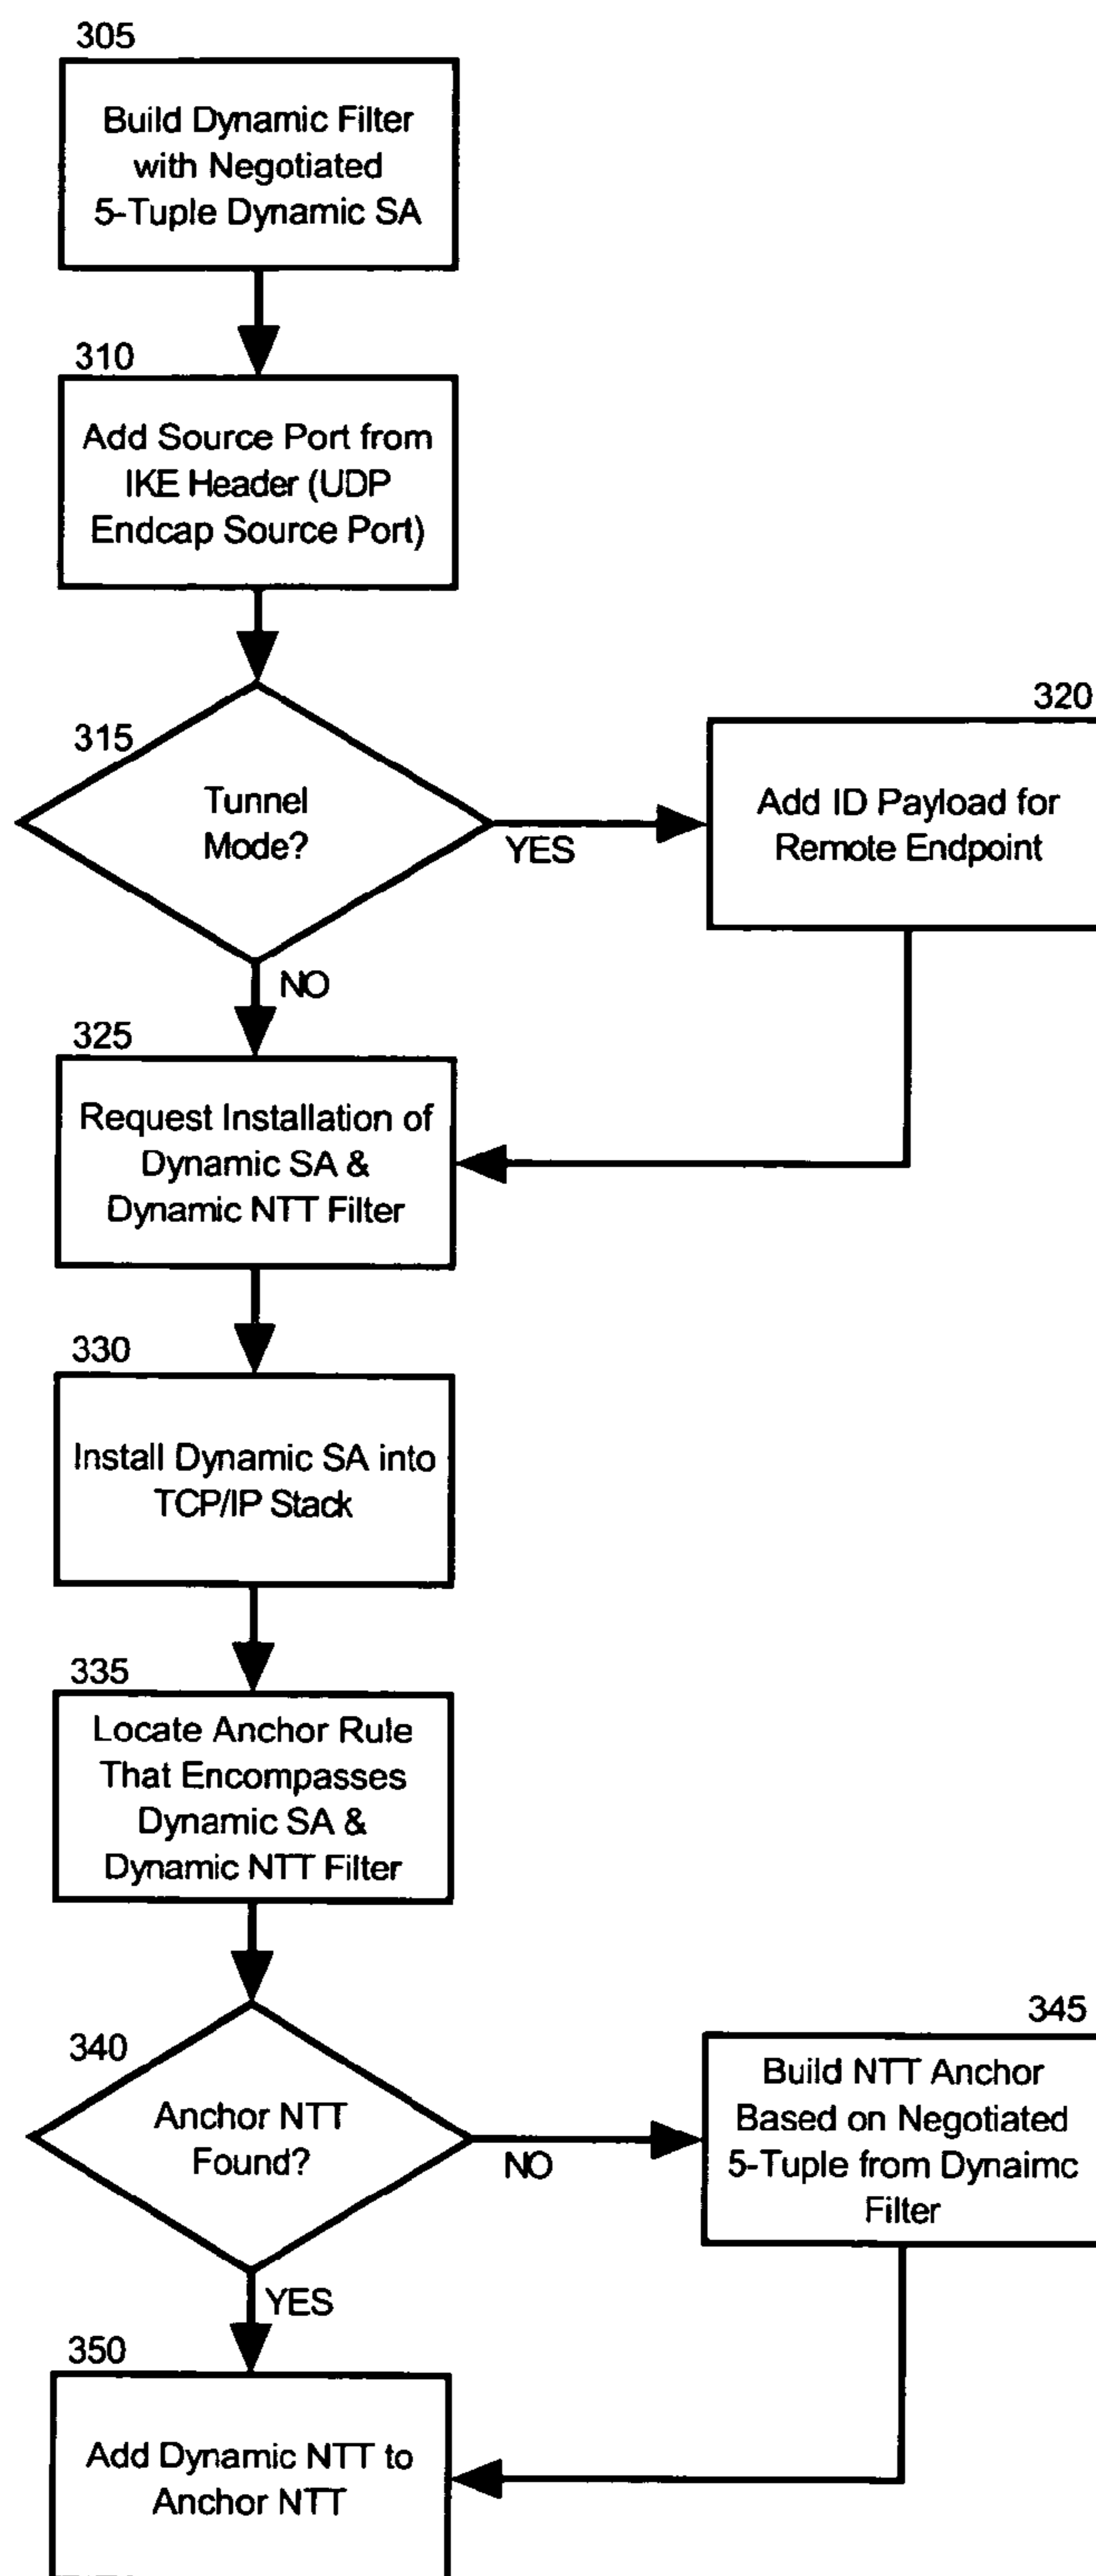 305
Build Dynamic Filter
with Negotiated
5-Tuple Dynamic SA
310
Add Source Port from
IKE Header (UDP
Endcap Source Port)
315
Tunnel
Mode?
YES
320
Add ID Payload for
Remote Endpoint
NO
325
Request Installation of
Dynamic SA &
Dynamic NTT Filter
330
Install Dynamic SA into
TCP/IP Stack
335
Locate Anchor Rule
That Encompasses
Dynamic SA &
Dynamic NTT Filter
340
Anchor NTT
Found?
NO
345
Build NTT Anchor
Based on Negotiated
5-Tuple from Dynaimc
Filter
YES
350
Add Dynamic NTT to
Anchor NTT